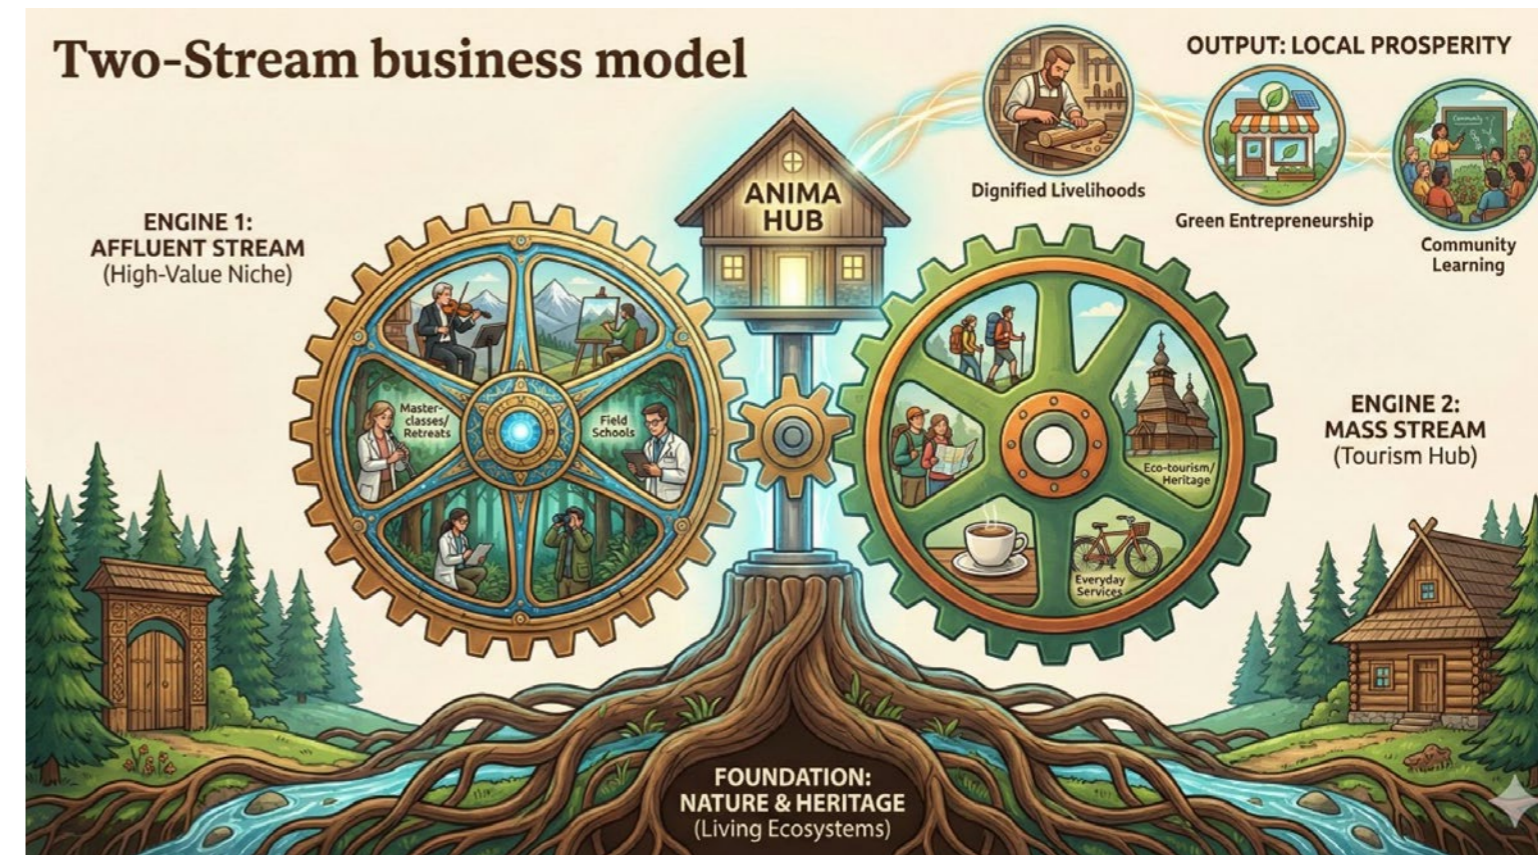 Two-Stream business model
OUTPUT: LOCAL PROSPERITY
Dignified Livelihoods
Green Entrepreneurship
Community
Community
Learning
ANIMA
HUB
ENGINE 1:
AFFLUENT STREAM
(High-Value Niche)
Master-
classes/
Retreats
Field
Schools
ENGINE 2:
MASS STREAM
(Tourism Hub)
Eco-tourism/
Heritage
Everyday
Services
FOUNDATION:
NATURE & HERITAGE
(Living Ecosystems)